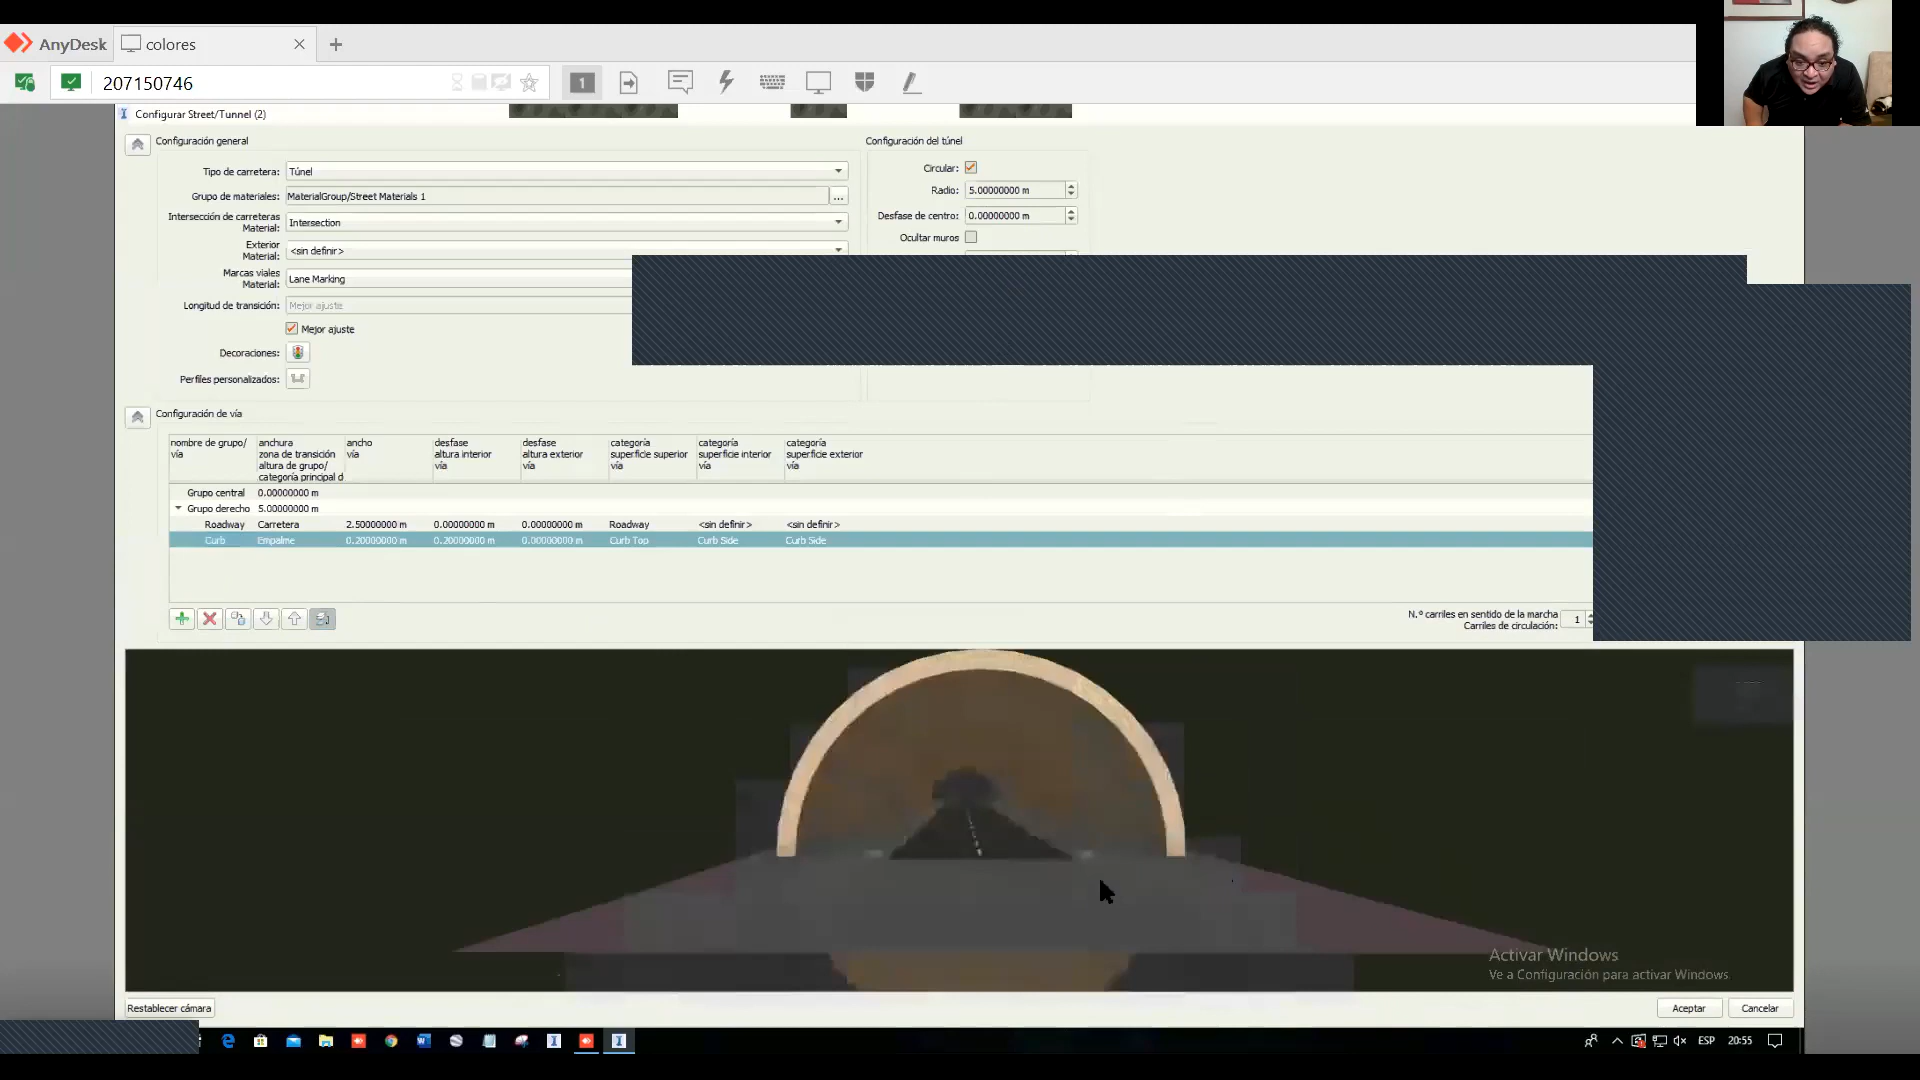 AnyDesk
colores
207150746
1
Configurar Street/Tunnel (2)
Configuración general
Configuración del túnel
Tipo de carretera:
Túnel
Circular:
Grupo de materiales:
MaterialGroup/Street Materials 1
...
Radio:
5.00000000 m
Intersección de carreteras
Material:
Intersection
Desfase de centro:
0.00000000 m
Exterior
Material:
<sin definir>
Ocultar muros
Marcas viales
Material:
Lane Marking
Longitud de transición:
Mejor ajuste
Mejor ajuste
Decoraciones:
Perfiles personalizados:
Configuración de vía
nombre de grupo/
vía
anchura
zona de transición
altura de grupo/
categoría principal d
ancho
vía
desfase
altura interior
vía
desfase
altura exterior
vía
categoría
superficie superior
vía
categoría
superficie interior
vía
categoría
superficie exterior
vía
Grupo central 0.00000000 m
Grupo derecho 5.00000000 m
Roadway Carretera 2.50000000 m 0.00000000 m 0.00000000 m Roadway <sin definir> <sin definir>
Curb Empalme 0.20000000 m 0.20000000 m 0.00000000 m Curb Top Curb Side Curb Side
N.º carriles en sentido de la marcha
Carriles de circulación:
1
Activar Windows
Ve a Configuración para activar Windows.
Restablecer cámara
Aceptar
Cancelar
ESP
20:55